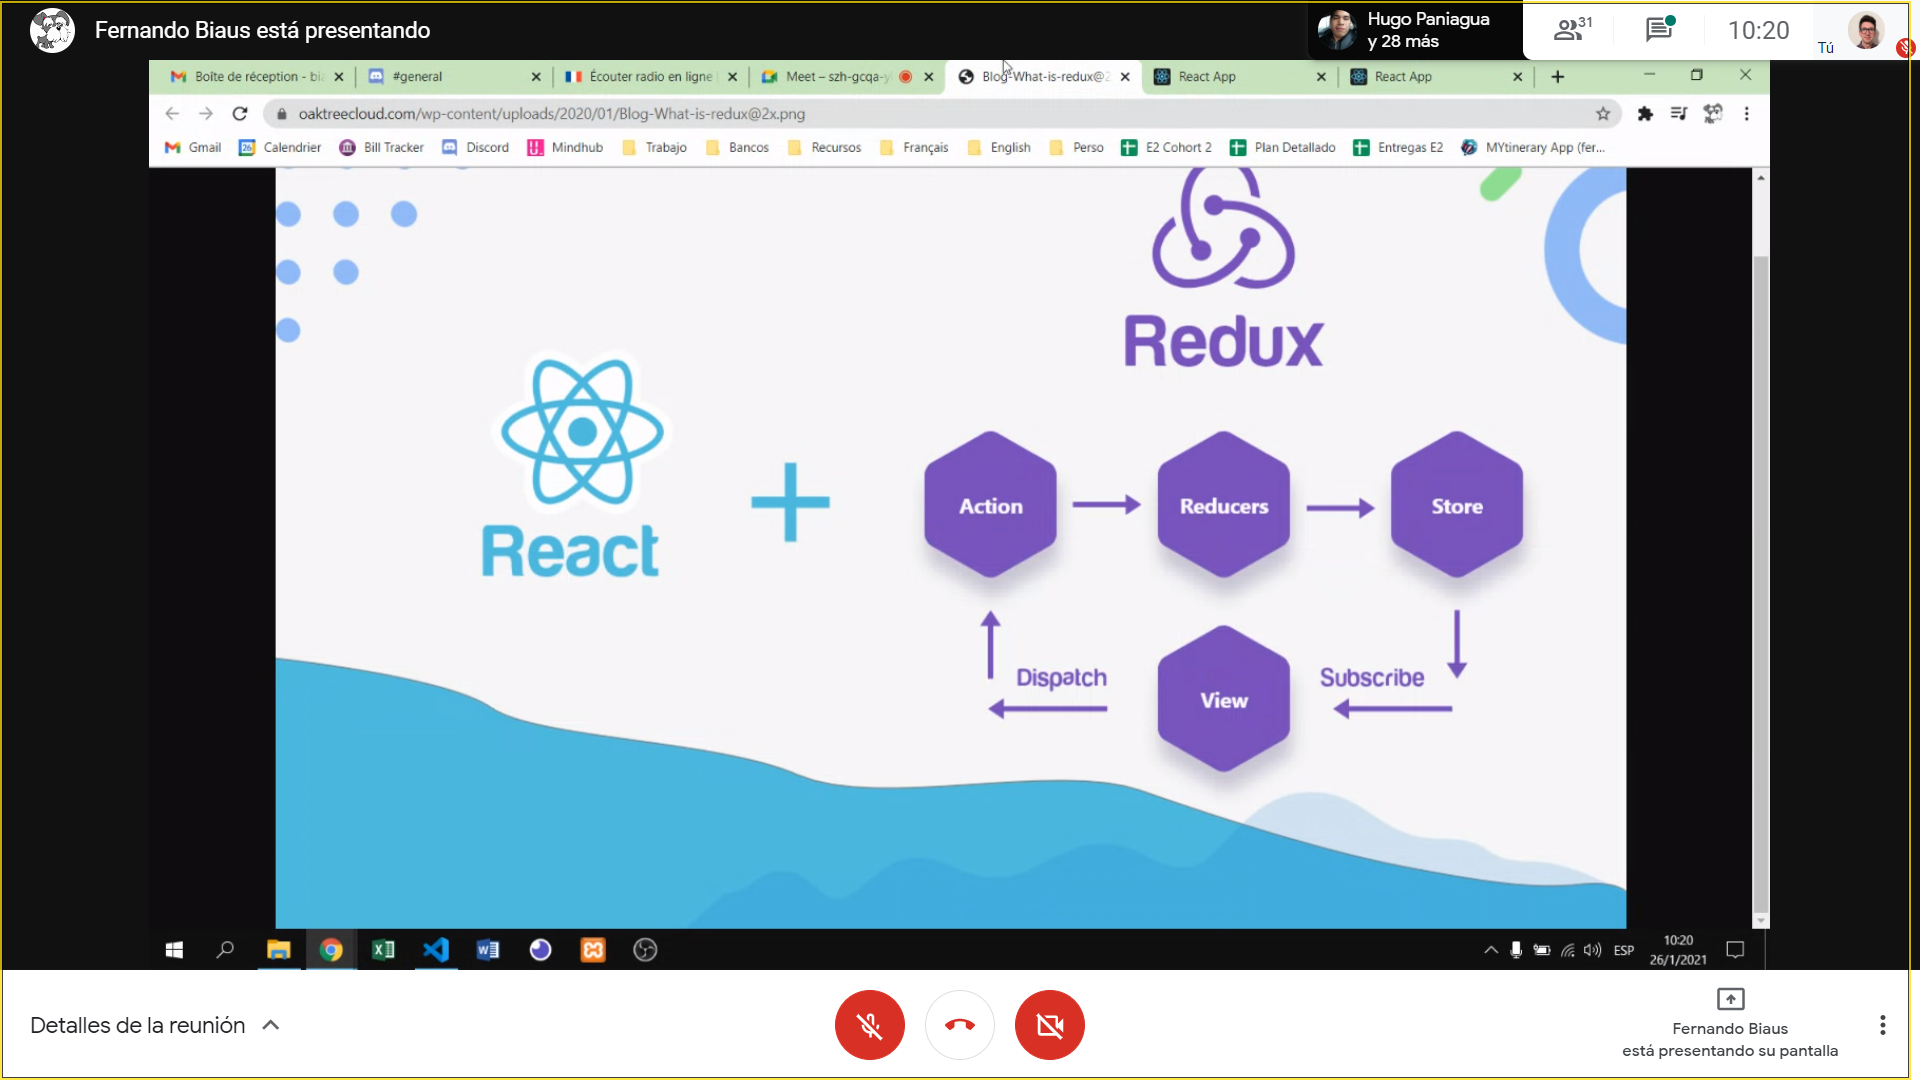 Fernando Biaus está presentando
Hugo Paniagua
y 28 más
31
10:20
Tú
Boîte de réception - bia
#general
Écouter radio en ligne
Meet – szh-gcqa-y
Blog-What-is-redux@2
React App
React App
oaktreecloud.com/wp-content/uploads/2020/01/Blog-What-is-redux@2x.png
Gmail
26
Calendrier
Bill Tracker
Discord
Mindhub
Trabajo
Bancos
Recursos
Français
English
Perso
E2 Cohort 2
Plan Detallado
Entregas E2
MYtinerary App (fer...
Redux
React
Action
Reducers
Store
Dispatch
View
Subscribe
ESP
10:20
26/1/2021
Detalles de la reunión
Fernando Biaus
está presentando su pantalla